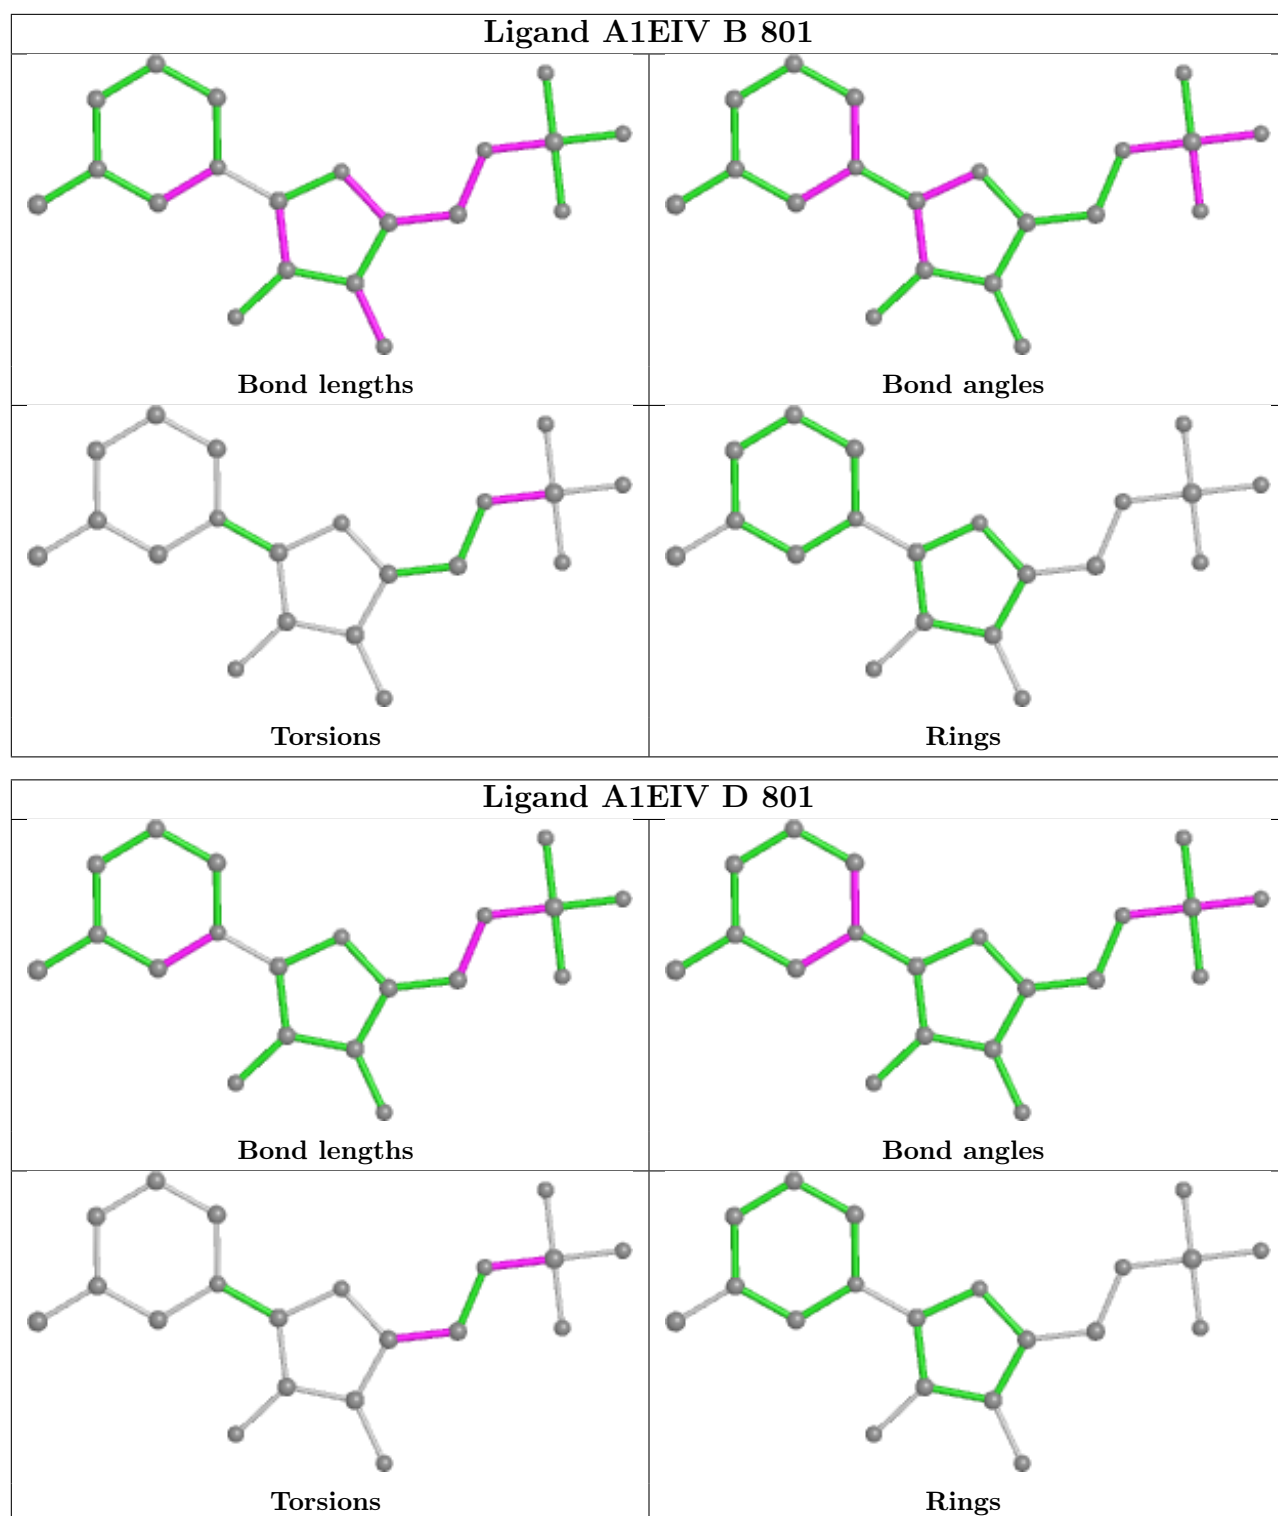 Ligand A1EIV B 801
Bond lengths
Bond angles
Torsions
Rings
Ligand A1EIV D 801
Bond lengths
Bond angles
Torsions
Rings